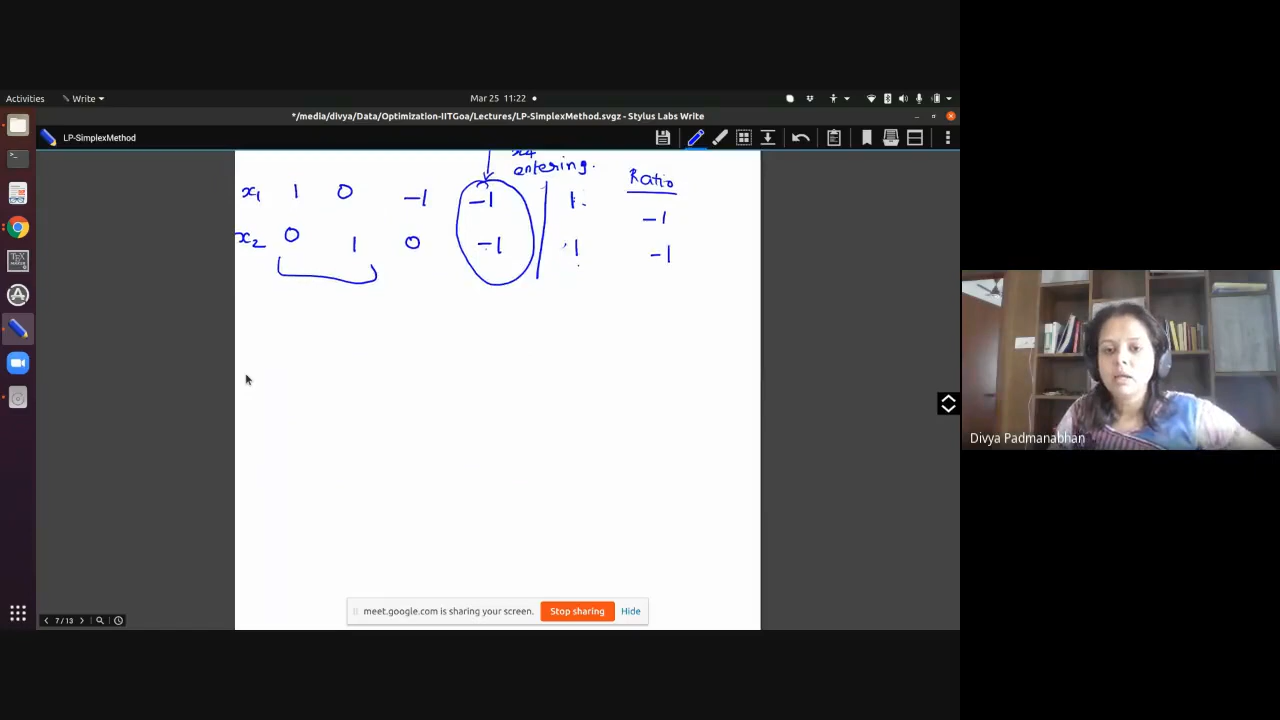 Activities Write Mar 25 11:22
*/media/divya/Data/Optimization-IITGoa/Lectures/LP-SimplexMethod.svgz - Stylus Labs Write
LP-SimplexMethod
x4
entering.
Ratio
x1 1 0 -1 -1 1
-1
x2 0 1 0 -1 1
-1
Divya Padmanabhan
meet.google.com is sharing your screen. Stop sharing Hide
7/13